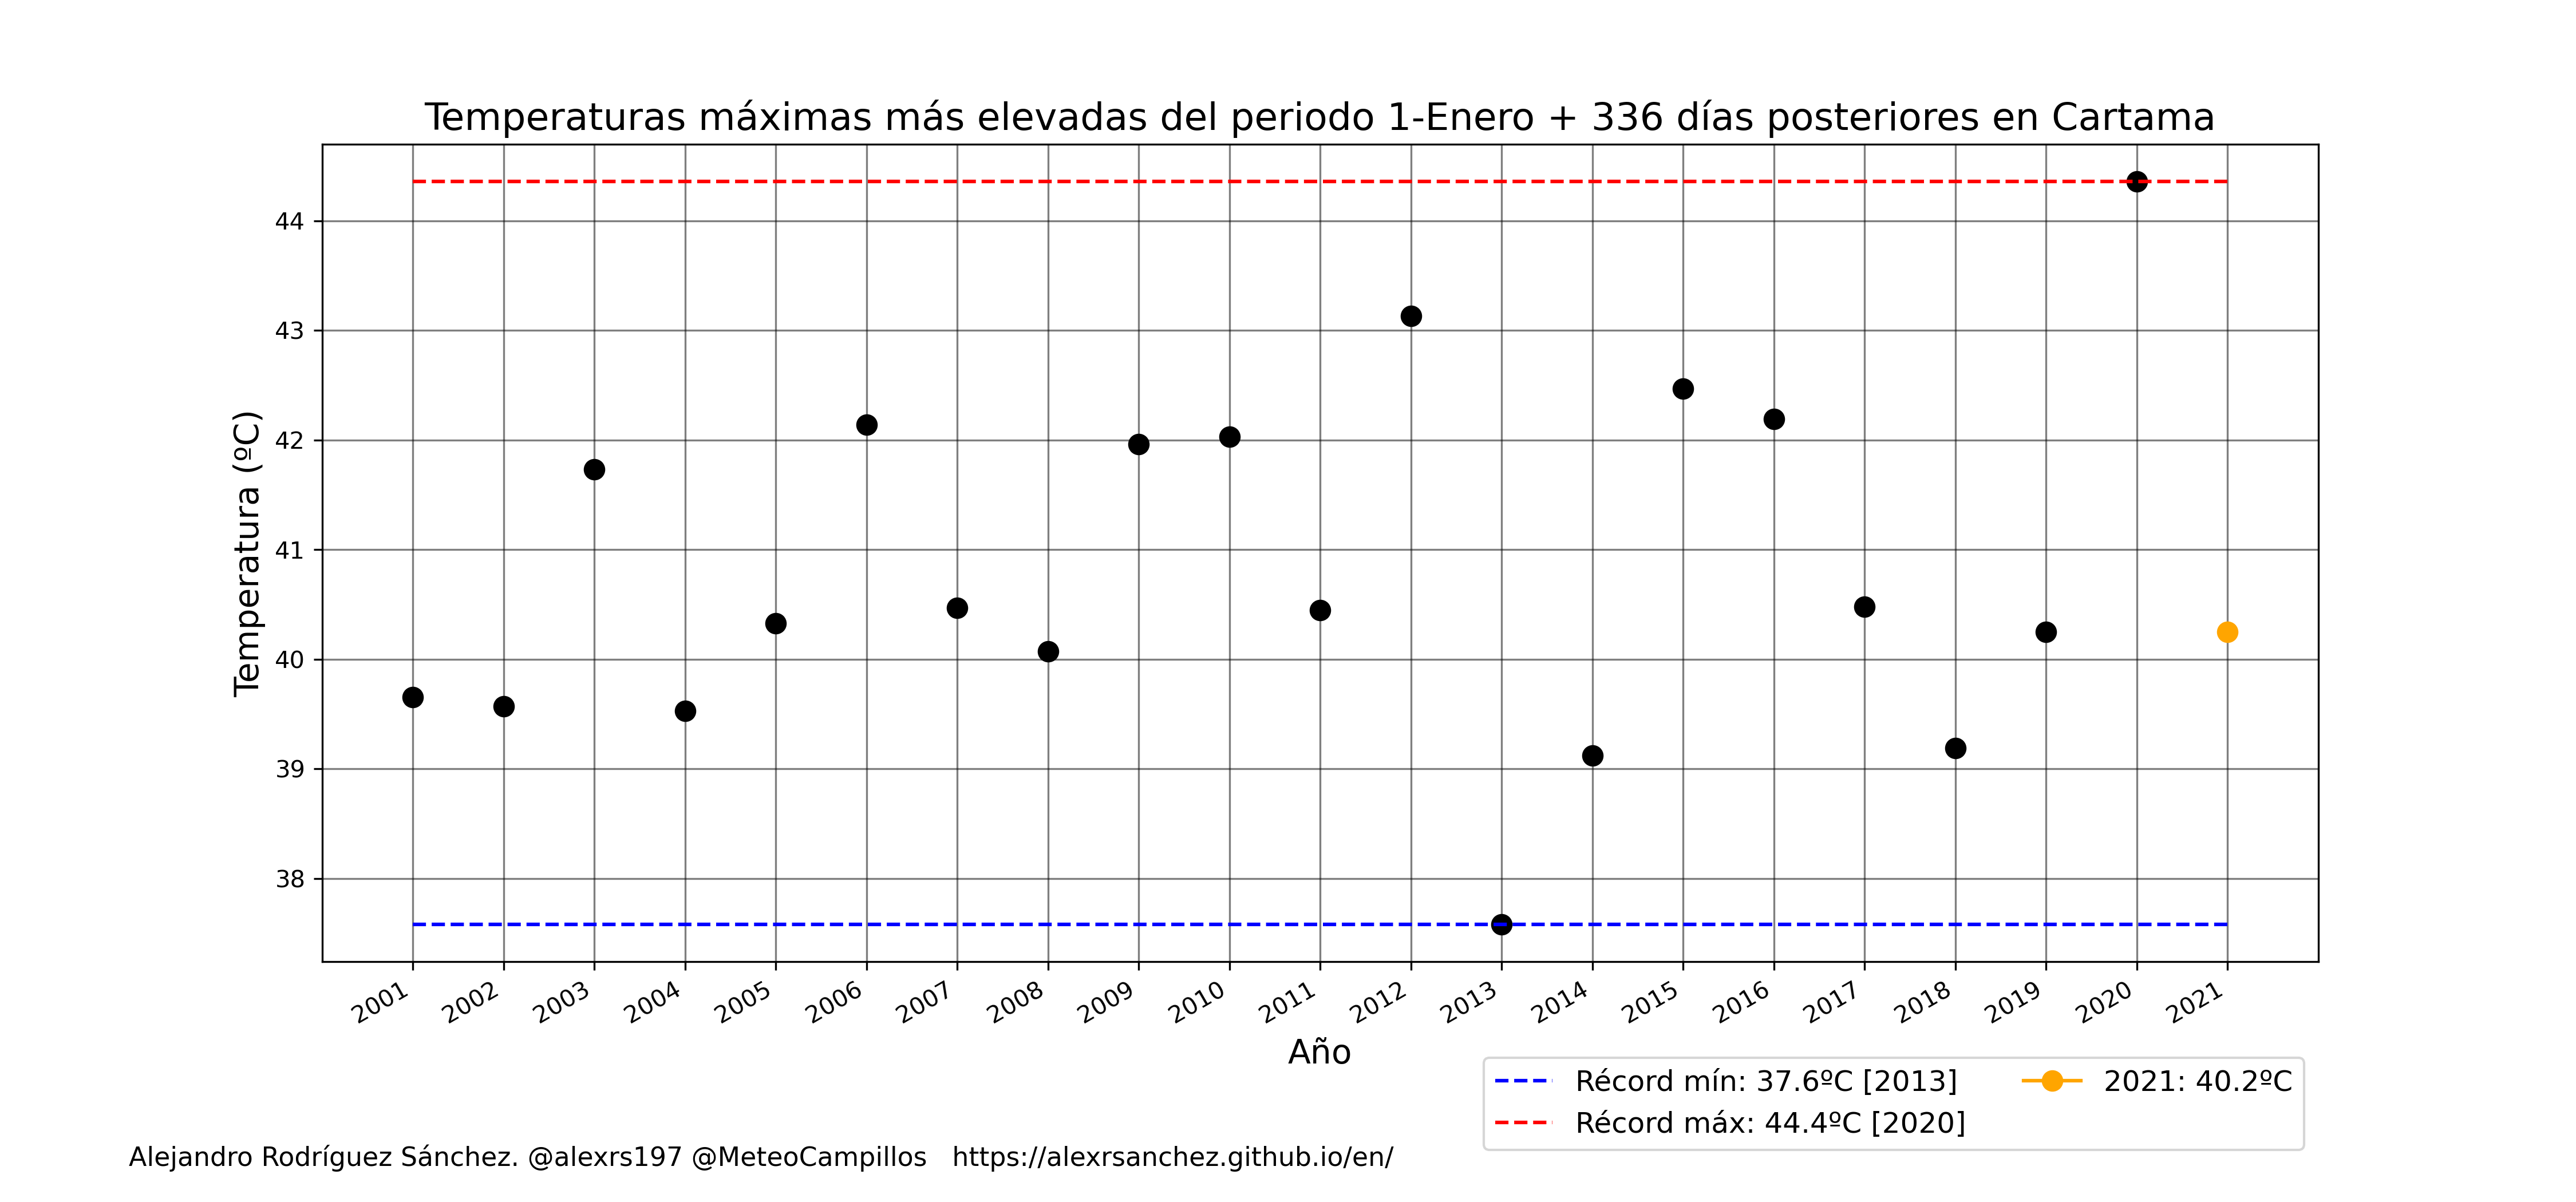 Temperaturas máximas más elevadas del periodo 1-Enero + 336 días posteriores en Cartama
Temperatura (ºC)
44
43
42
41
40
39
38
2001 2002 2003 2004 2005 2006 2007 2008 2009 2010 2011 2012 2013 2014 2015 2016 2017 2018 2019 2020 2021
Año
Récord mín: 37.6ºC [2013]
Récord máx: 44.4ºC [2020]
2021: 40.2ºC
Alejandro Rodríguez Sánchez. @alexrs197 @MeteoCampillos https://alexrsanchez.github.io/en/